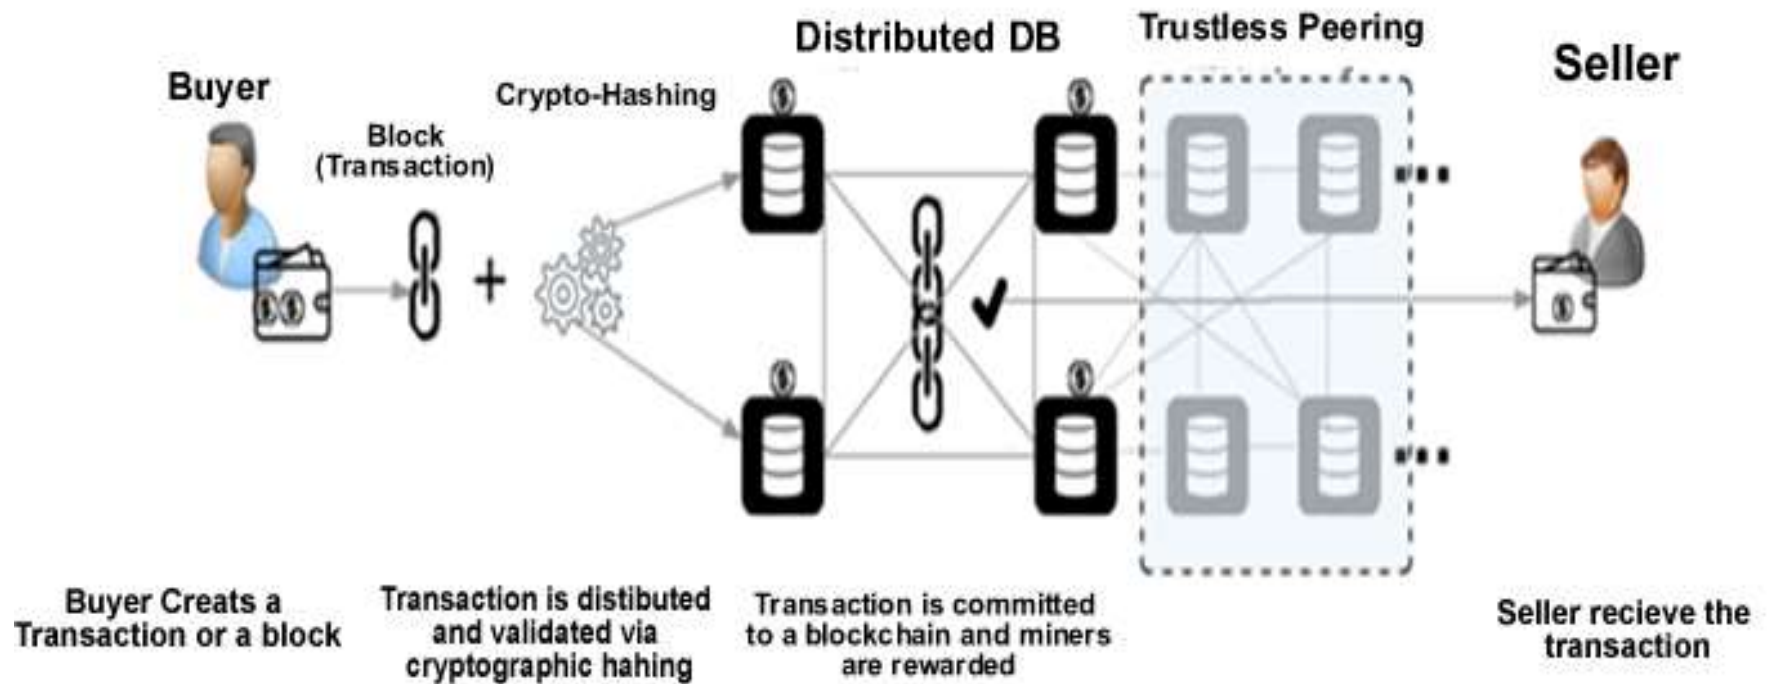 Distributed DB
Trustless Peering
Seller
Buyer
Crypto-Hashing
Block
(Transaction)
Buyer Creats a
Transaction or a block
Transaction is distibuted
and validated via
cryptographic hahing
Transaction is committed
to a blockchain and miners
are rewarded
Seller recieve the
transaction